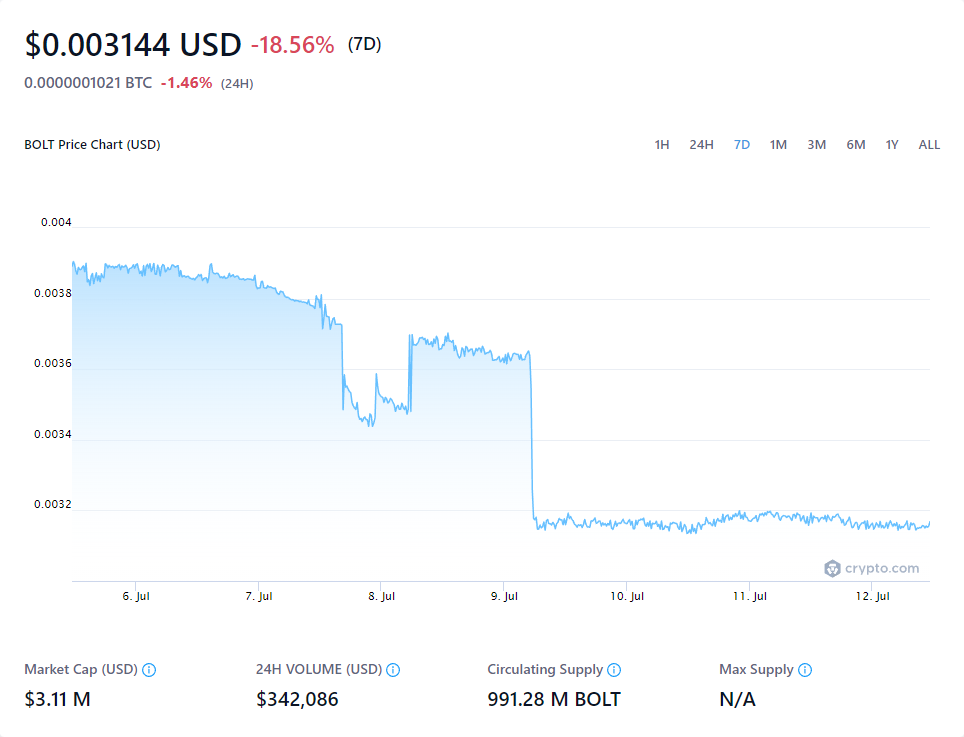 $0.003144 USD -18.56% (7D)
0.0000001021 BTC -1.46% (24H)
BOLT Price Chart (USD) 1H 24H 7D 1M 3M 6M 1Y ALL
0.004
0.0038
0.0036
0.0034
0.0032
crypto.com
6. Jul 7. Jul 8. Jul 9. Jul 10. Jul 11. Jul 12. Jul
Market Cap (USD) 24H VOLUME (USD) Circulating Supply Max Supply
$3.11 M $342,086 991.28 M BOLT N/A